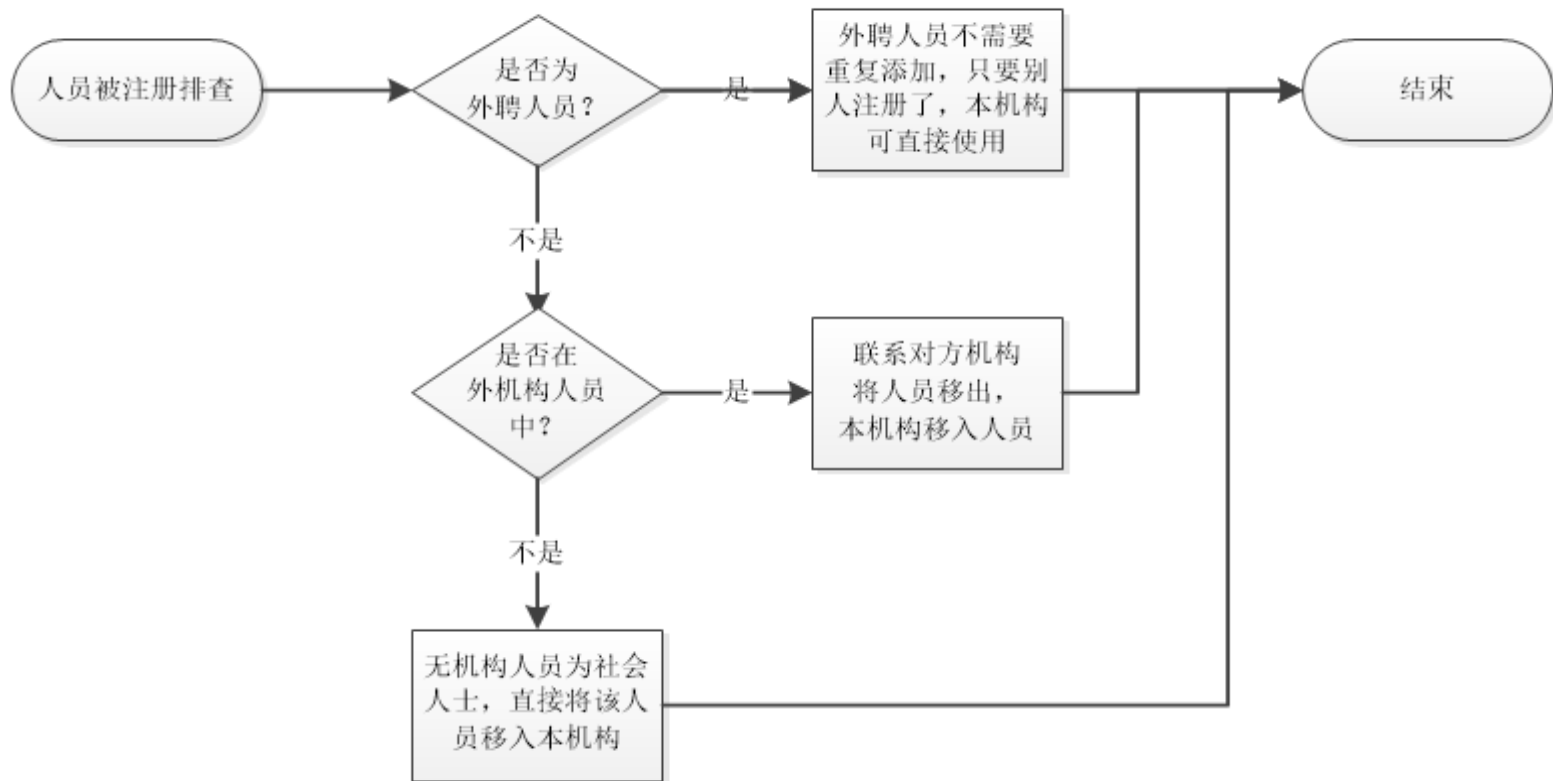 人员被注册排查
是否为
外聘人员？
是
外聘人员不需要
重复添加，只要别
人注册了，本机构
可直接使用
结束
不是
是否在
外机构人员
中？
是
联系对方机构
将人员移出，
本机构移入人员
不是
无机构人员为社会
人士，直接将该人
员移入本机构